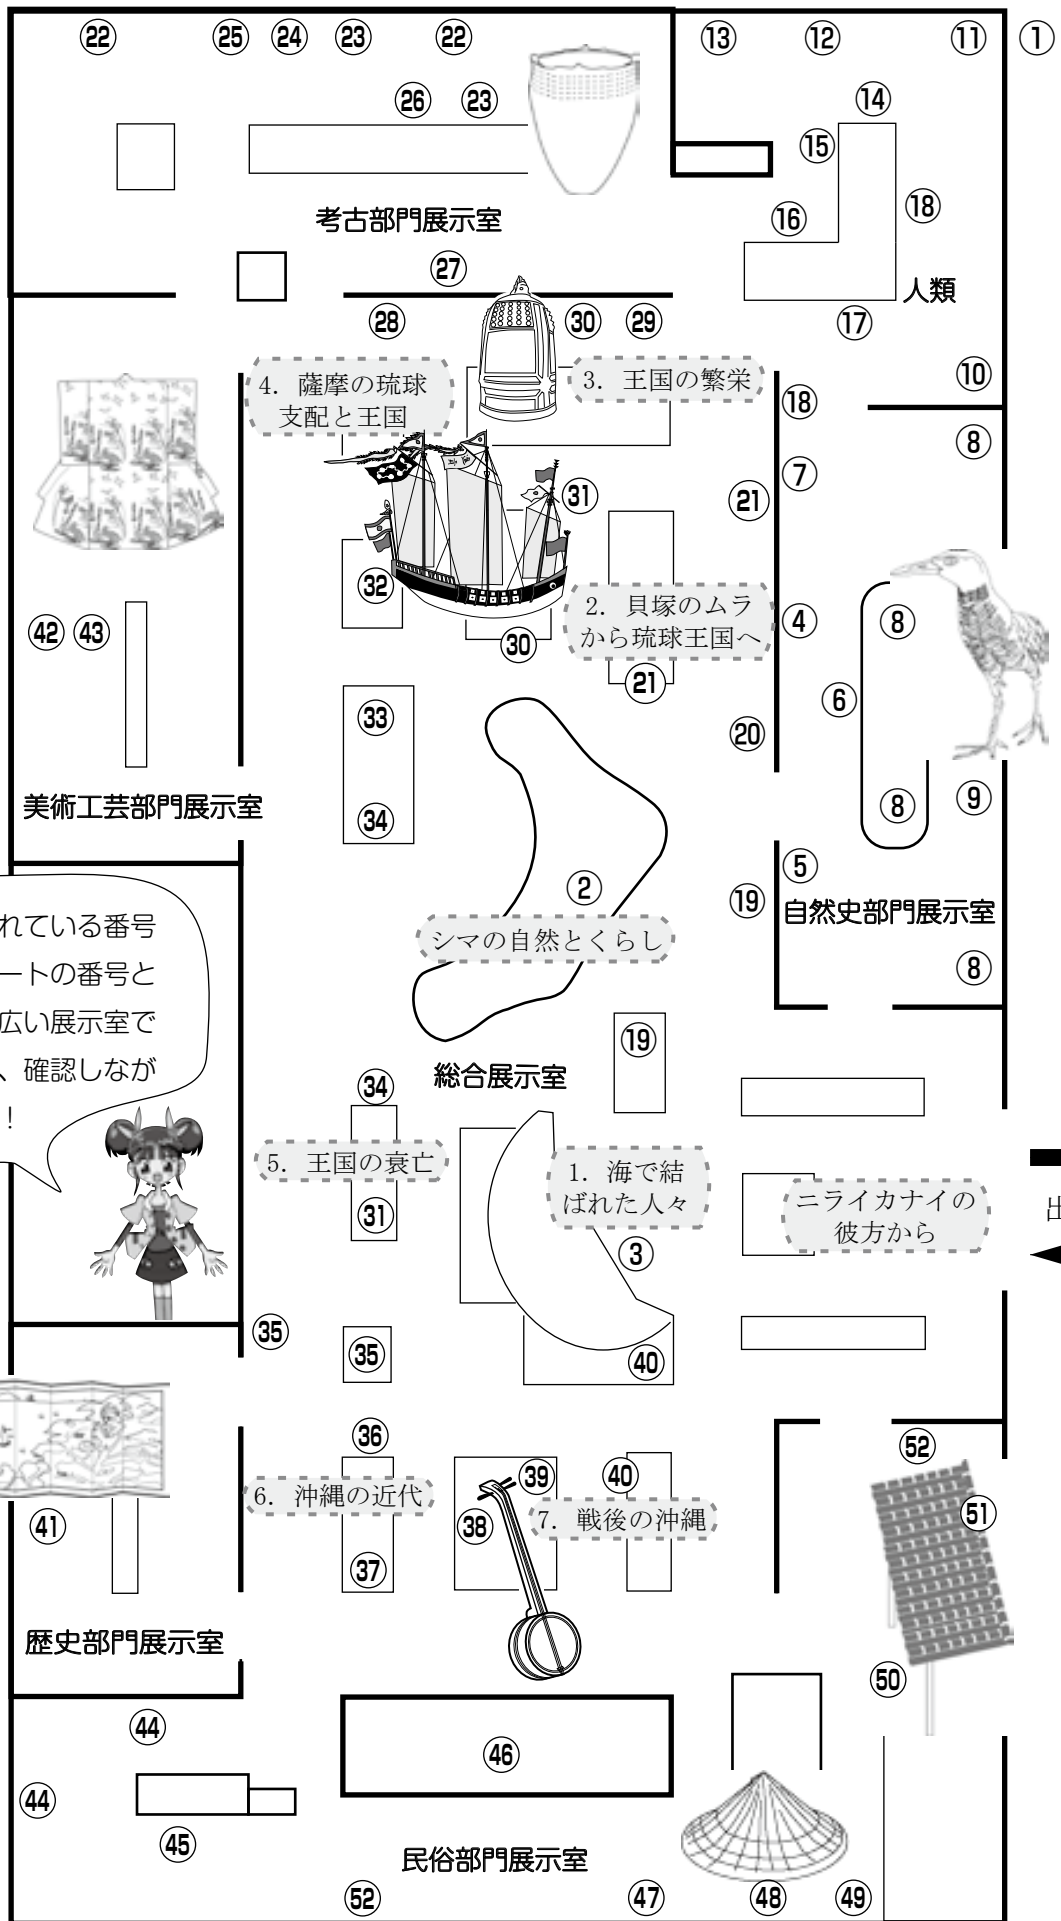 ㉒ ㉕ ㉔ ㉓ ㉒ ⑬ ⑫ ⑪ ①
㉖ ㉓ ⑭
⑮
⑯ ⑱
考古部門展示室
㉗
人類
㉘ ㉚ ㉙ ⑰
4. 薩摩の琉球
支配と王国
3. 王国の繁栄
⑩
⑱
⑧
⑦
㉛ ㉑
㉜
2. 貝塚のムラ
から琉球王国へ
④ ⑧
㊷ ㊸
㉚
㉑
⑥
㉝ ⑳
美術工芸部門展示室
㉞
⑧ ⑨
⑤
② ⑲
自然史部門展示室
シマの自然とくらし
⑧
れている番号
ートの番号と
広い展示室で
、確認しなが
!
⑲
総合展示室
㉞
5. 王国の衰亡
㉛
1. 海で結
ばれた人々
③
ニライカナイの
彼方から
出
㉟
㉟ ㊵
㊱
㊾
6. 沖縄の近代
㊴ ㊵
㊳
7. 戦後の沖縄
㊲
㊶
歴史部門展示室
㊹
㊻
㊹
㊺
民俗部門展示室
㊼ ㊽ ㊾